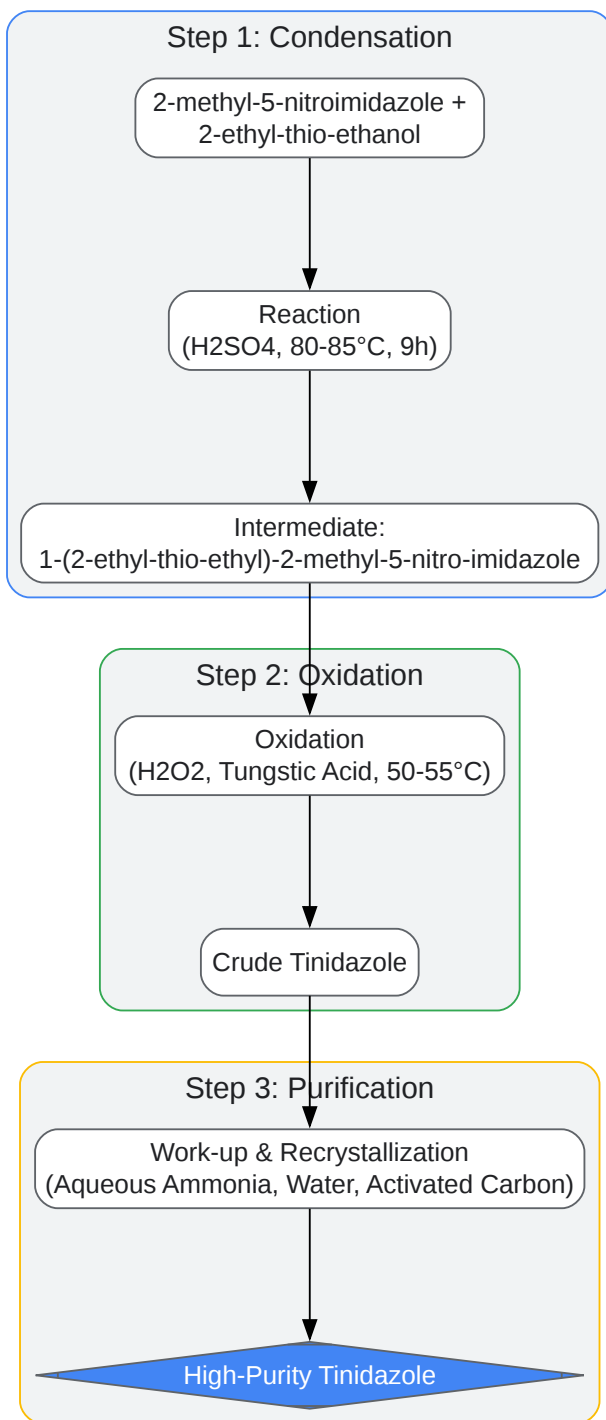 Step 1: Condensation
2-methyl-5-nitroimidazole +
2-ethyl-thio-ethanol
Reaction
(H2SO4, 80-85°C, 9h)
Intermediate:
1-(2-ethyl-thio-ethyl)-2-methyl-5-nitro-imidazole
Step 2: Oxidation
Oxidation
(H2O2, Tungstic Acid, 50-55°C)
Crude Tinidazole
Step 3: Purification
Work-up & Recrystallization
(Aqueous Ammonia, Water, Activated Carbon)
High-Purity Tinidazole